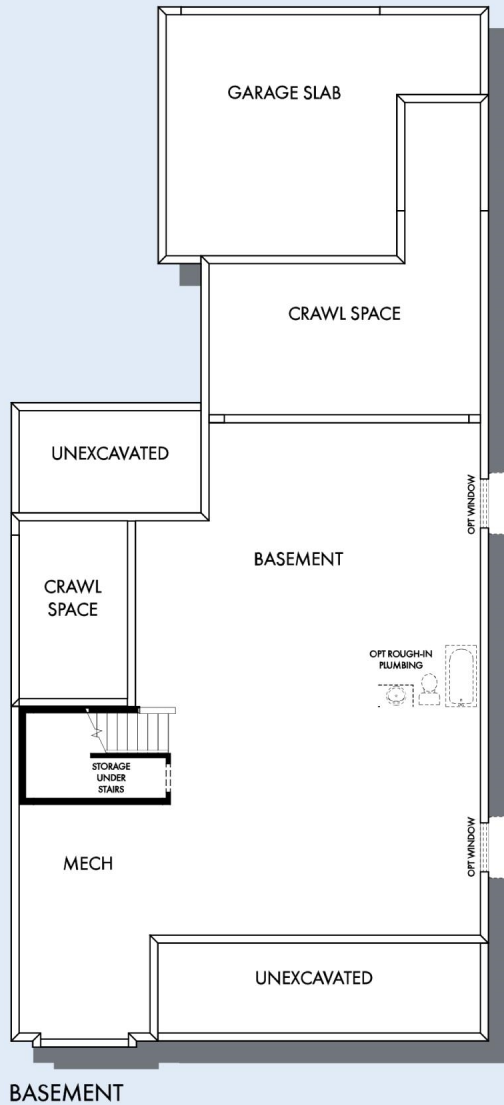 GARAGE SLAB
CRAWL SPACE
UNEXCAVATED
OPT WINDOW
BASEMENT
CRAWL
SPACE
OPT ROUGH-IN
PLUMBING
STORAGE
UNDER
STAIRS
OPT WINDOW
MECH
UNEXCAVATED
BASEMENT